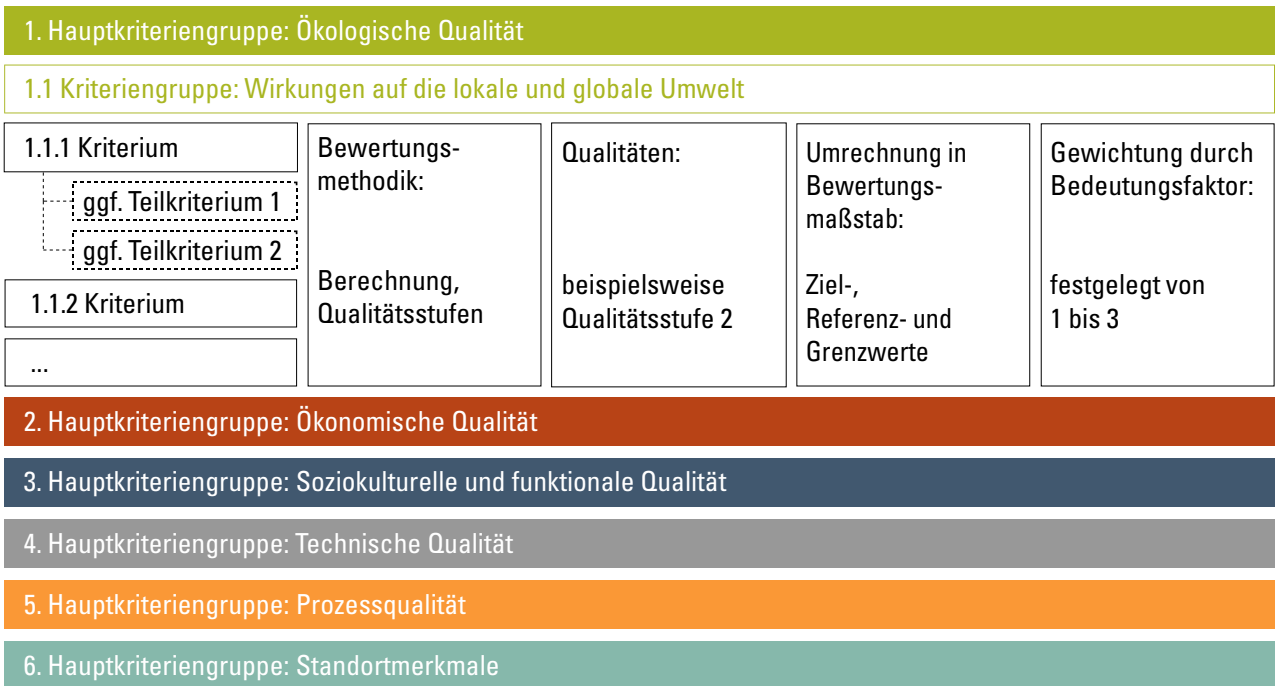 1. Hauptkriteriengruppe: Ökologische Qualität
1.1 Kriteriengruppe: Wirkungen auf die lokale und globale Umwelt
1.1.1 Kriterium
ggf. Teilkriterium 1
ggf. Teilkriterium 2
1.1.2 Kriterium
...
Bewertungs-
methodik:
Berechnung,
Qualitätsstufen
Qualitäten:
beispielsweise
Qualitätsstufe 2
Umrechnung in
Bewertungs-
maßstab:
Ziel-,
Referenz- und
Grenzwerte
Gewichtung durch
Bedeutungsfaktor:
festgelegt von
1 bis 3
2. Hauptkriteriengruppe: Ökonomische Qualität
3. Hauptkriteriengruppe: Soziokulturelle und funktionale Qualität
4. Hauptkriteriengruppe: Technische Qualität
5. Hauptkriteriengruppe: Prozessqualität
6. Hauptkriteriengruppe: Standortmerkmale